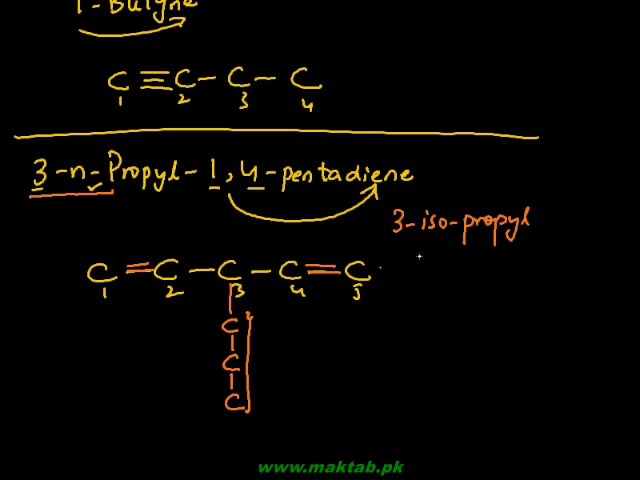 1-Butyne
C≡C-C-C
1 2 3 4
3-n-Propyl-1,4-pentadiene
3-iso-propyl
C=C-C-C=C
1 2 3 4 5
C
C
C
www.maktab.pk